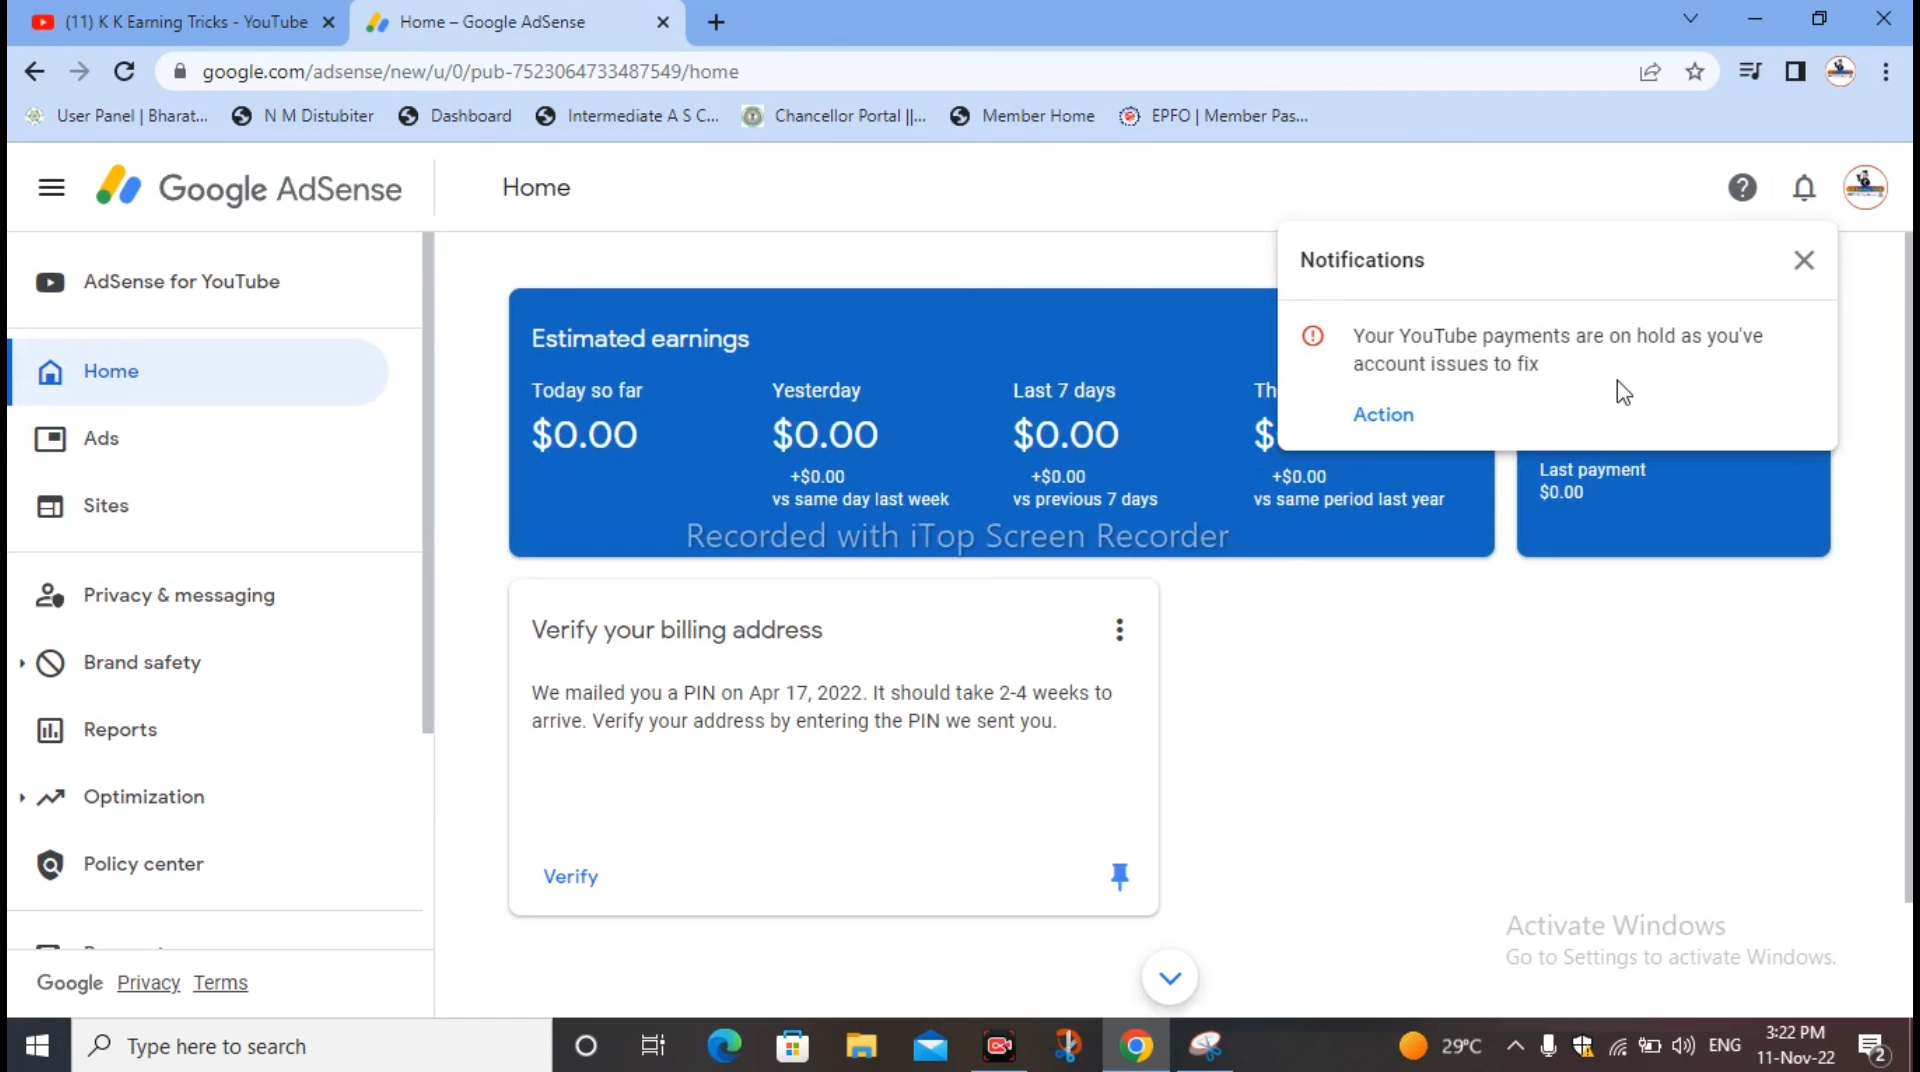 (11) K K Earning Tricks - YouTube
Home – Google AdSense
google.com/adsense/new/u/0/pub-7523064733487549/home
User Panel | Bharat...
N M Distubiter
Dashboard
Intermediate A S C...
Chancellor Portal ||...
Member Home
EPFO | Member Pas...
Google AdSense
Home
AdSense for YouTube
Home
Ads
Sites
Privacy & messaging
Brand safety
Reports
Optimization
Policy center
Google Privacy Terms
Notifications
Your YouTube payments are on hold as you've
account issues to fix
Action
Estimated earnings
Today so far
$0.00
Yesterday
$0.00
+$0.00
vs same day last week
Last 7 days
$0.00
+$0.00
vs previous 7 days
Th
$
+$0.00
vs same period last year
Last payment
$0.00
Recorded with iTop Screen Recorder
Verify your billing address
We mailed you a PIN on Apr 17, 2022. It should take 2-4 weeks to
arrive. Verify your address by entering the PIN we sent you.
Verify
Activate Windows
Go to Settings to activate Windows.
Type here to search
29°C
ENG
3:22 PM
11-Nov-22
2